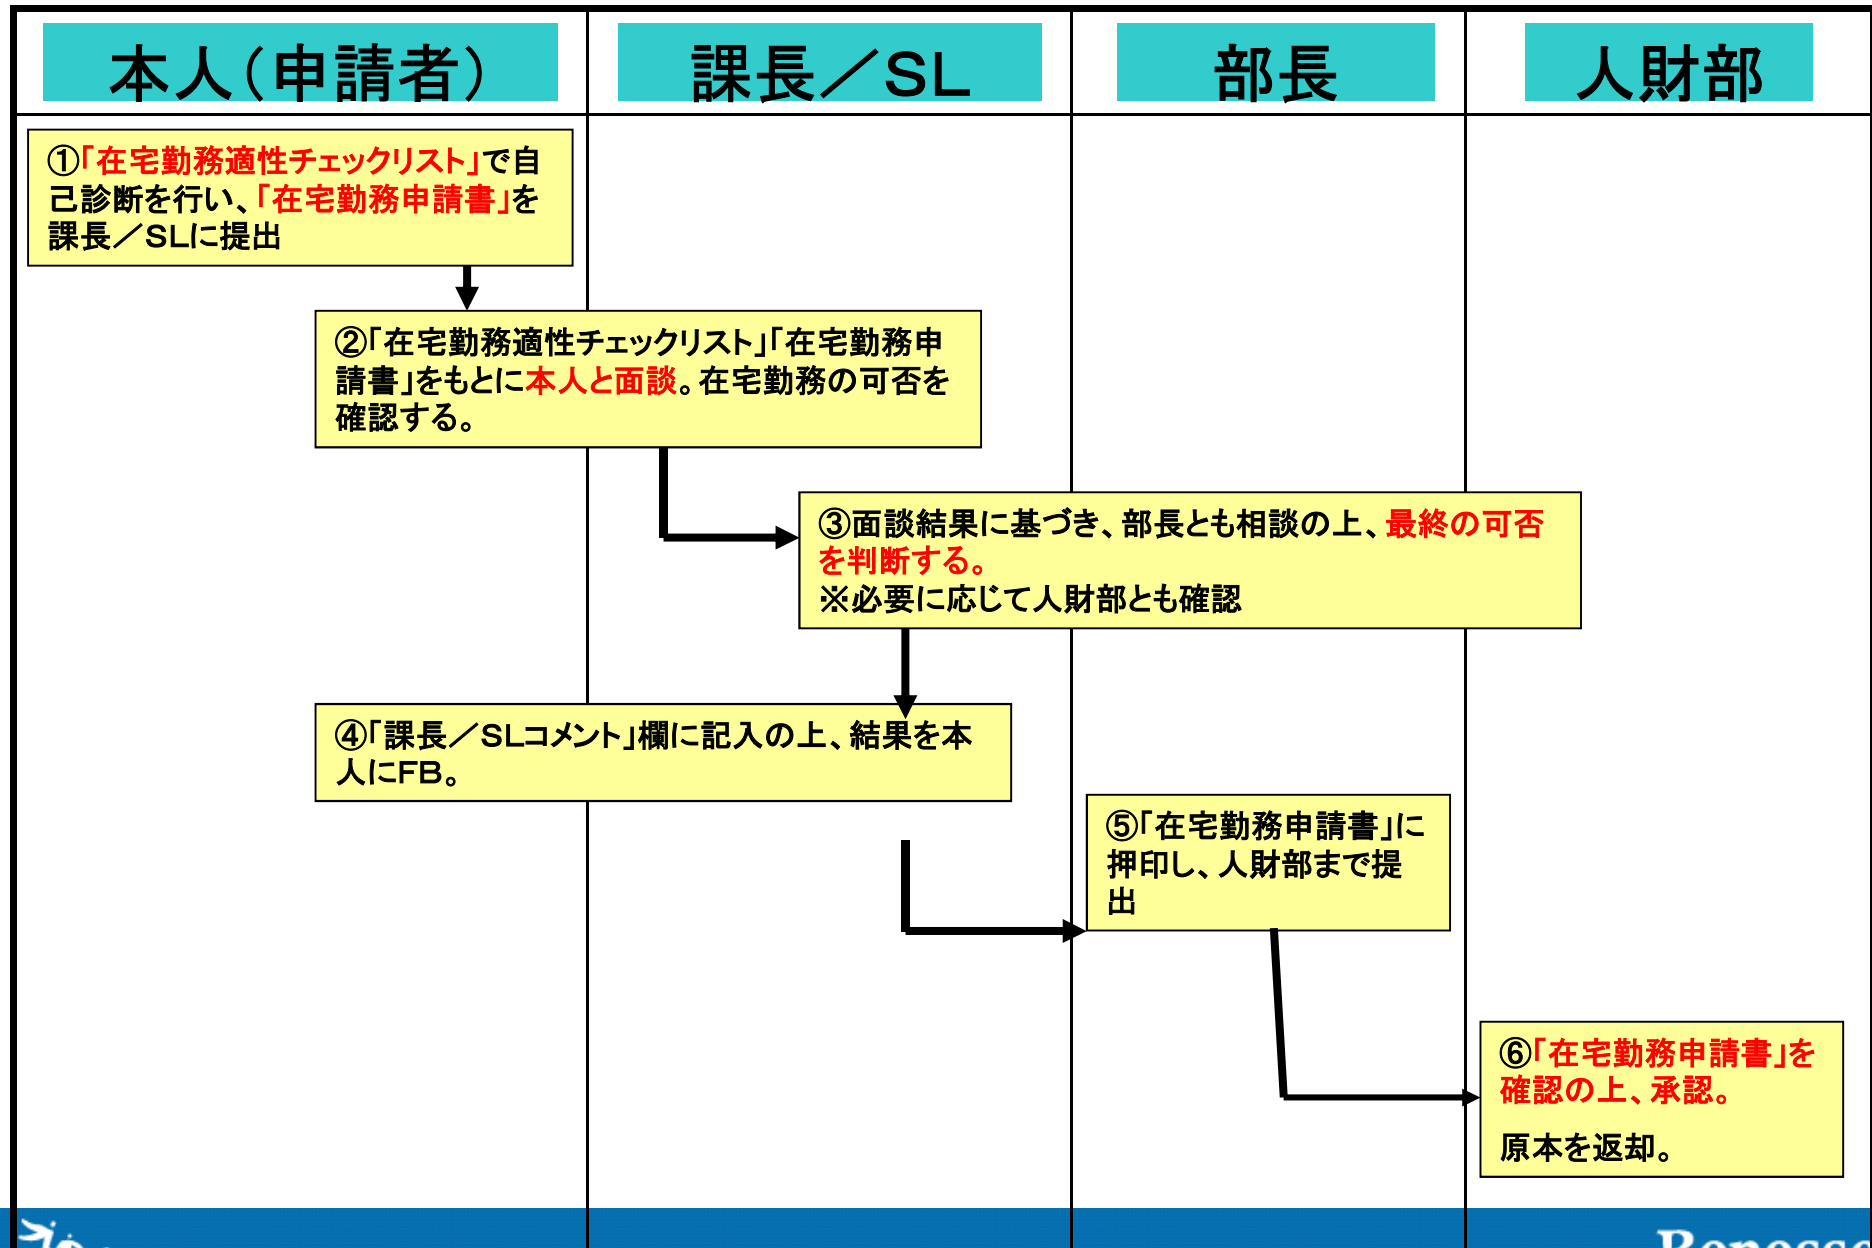 本人（申請者）
課長／SL
部長
人財部
①「在宅勤務適性チェックリスト」で自
己診断を行い、「在宅勤務申請書」を
課長／SLに提出
②「在宅勤務適性チェックリスト」「在宅勤務申
請書」をもとに本人と面談。在宅勤務の可否を
確認する。
③面談結果に基づき、部長とも相談の上、最終の可否
を判断する。
※必要に応じて人財部とも確認
④「課長／SLコメント」欄に記入の上、結果を本
人にFB。
⑤「在宅勤務申請書」に
押印し、人財部まで提
出
⑥「在宅勤務申請書」を
確認の上、承認。
原本を返却。